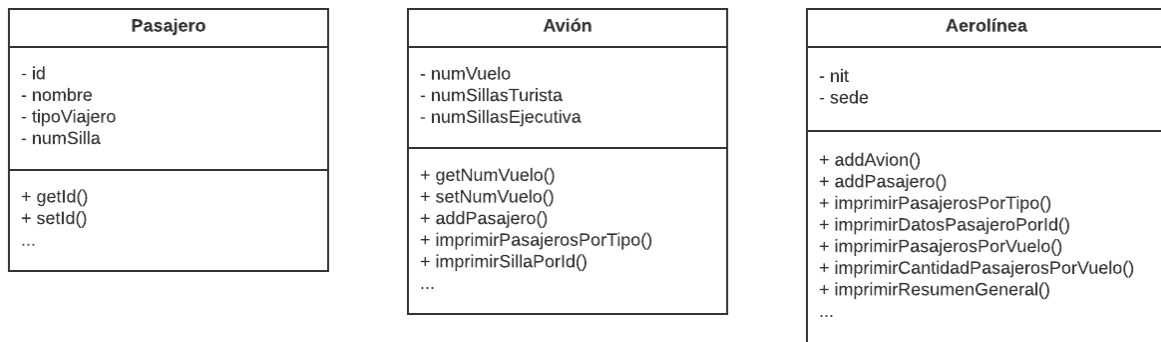 Pasajero
- id
- nombre
- tipoViajero
- numSilla
+ getId()
+ setId()
...
Avión
- numVuelo
- numSillasTurista
- numSillasEjecutiva
+ getNumVuelo()
+ setNumVuelo()
+ addPasajero()
+ imprimirPasajerosPorTipo()
+ imprimirSillaPorId()
...
Aerolínea
- nit
- sede
+ addAvion()
+ addPasajero()
+ imprimirPasajerosPorTipo()
+ imprimirDatosPasajeroPorId()
+ imprimirPasajerosPorVuelo()
+ imprimirCantidadPasajerosPorVuelo()
+ imprimirResumenGeneral()
...